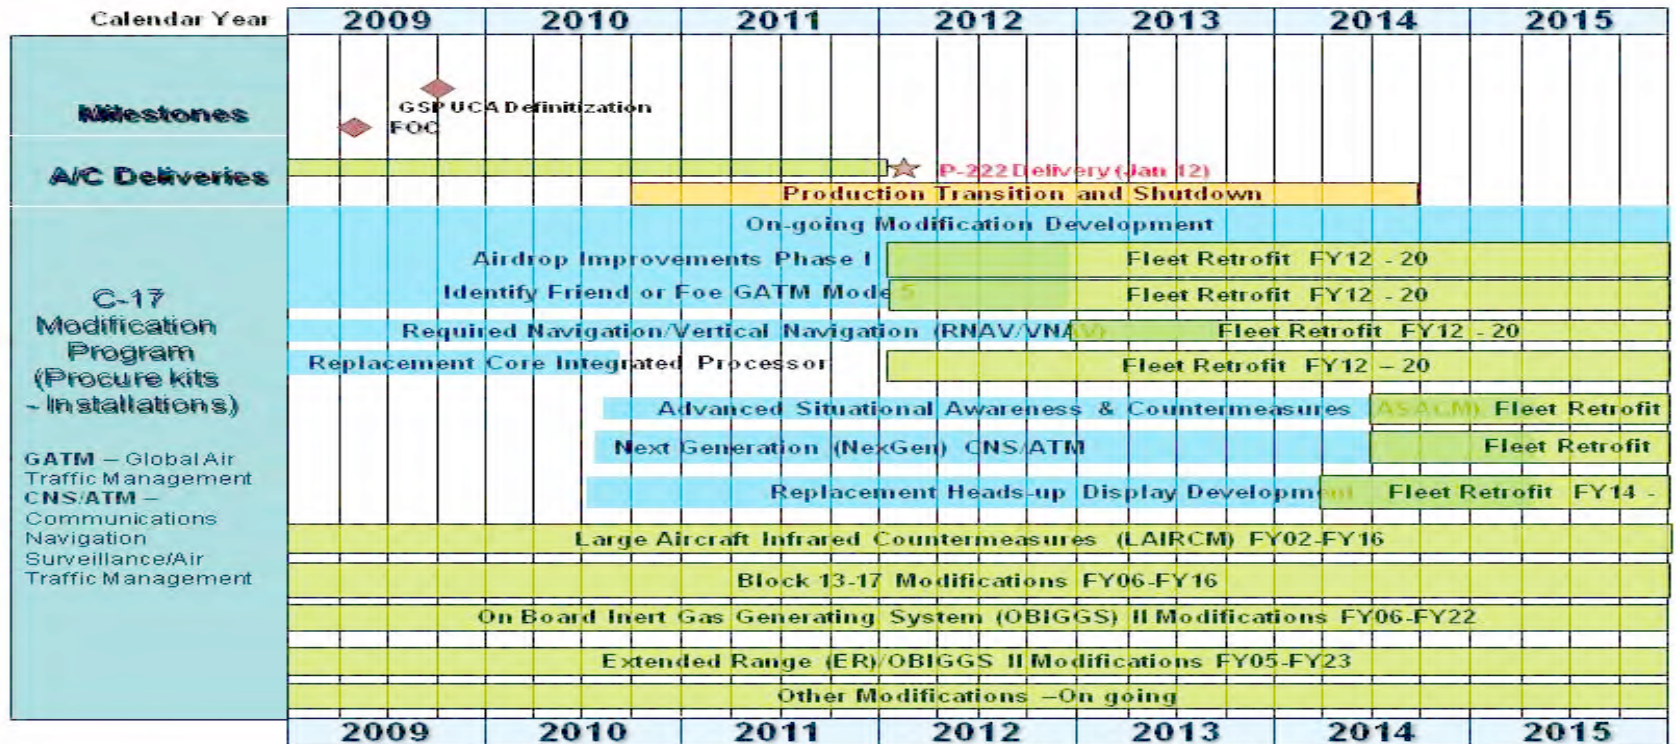 Calendar Year 2009 2010 2011 2012 2013 2014 2015
Milestones
GSP UCA Definitization
FOC
A/C Deliveries
P-222 Delivery (Jan 12)
Production Transition and Shutdown
On-going Modification Development
Airdrop Improvements Phase I Fleet Retrofit FY12 - 20
Identify Friend or Foe GATM Mode 5 Fleet Retrofit FY12 - 20
Required Navigation/Vertical Navigation (RNAV/VNAV) Fleet Retrofit FY12 - 20
Replacement Core Integrated Processor Fleet Retrofit FY12 – 20
Advanced Situational Awareness & Countermeasures (ASACM) Fleet Retrofit
Next Generation (NexGen) CNS/ATM Fleet Retrofit
Replacement Heads-up Display Developme Fleet Retrofit FY14 -
Large Aircraft Infrared Countermeasures (LAIRCM) FY02-FY16
Block 13-17 Modifications FY06-FY16
On Board Inert Gas Generating System (OBIGGS) II Modifications FY06-FY22
Extended Range (ER)/OBIGGS II Modifications FY05-FY23
Other Modifications –On going
C-17
Modification
Program
(Procure kits
- Installations)
GATM – Global Air
Traffic Management
CNS/ATM –
Communications
Navigation
Surveillance/Air
Traffic Management
2009 2010 2011 2012 2013 2014 2015